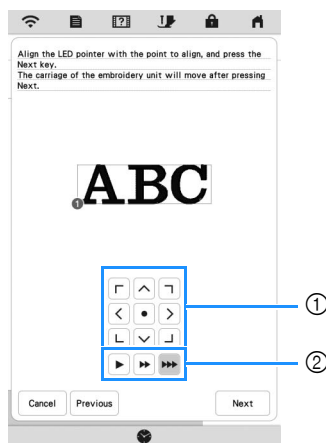 Align the LED pointer with the point to align, and press the
Next key.
The carriage of the embroidery unit will move after pressing
Next.
ABC
1
①
②
Cancel
Previous
Next